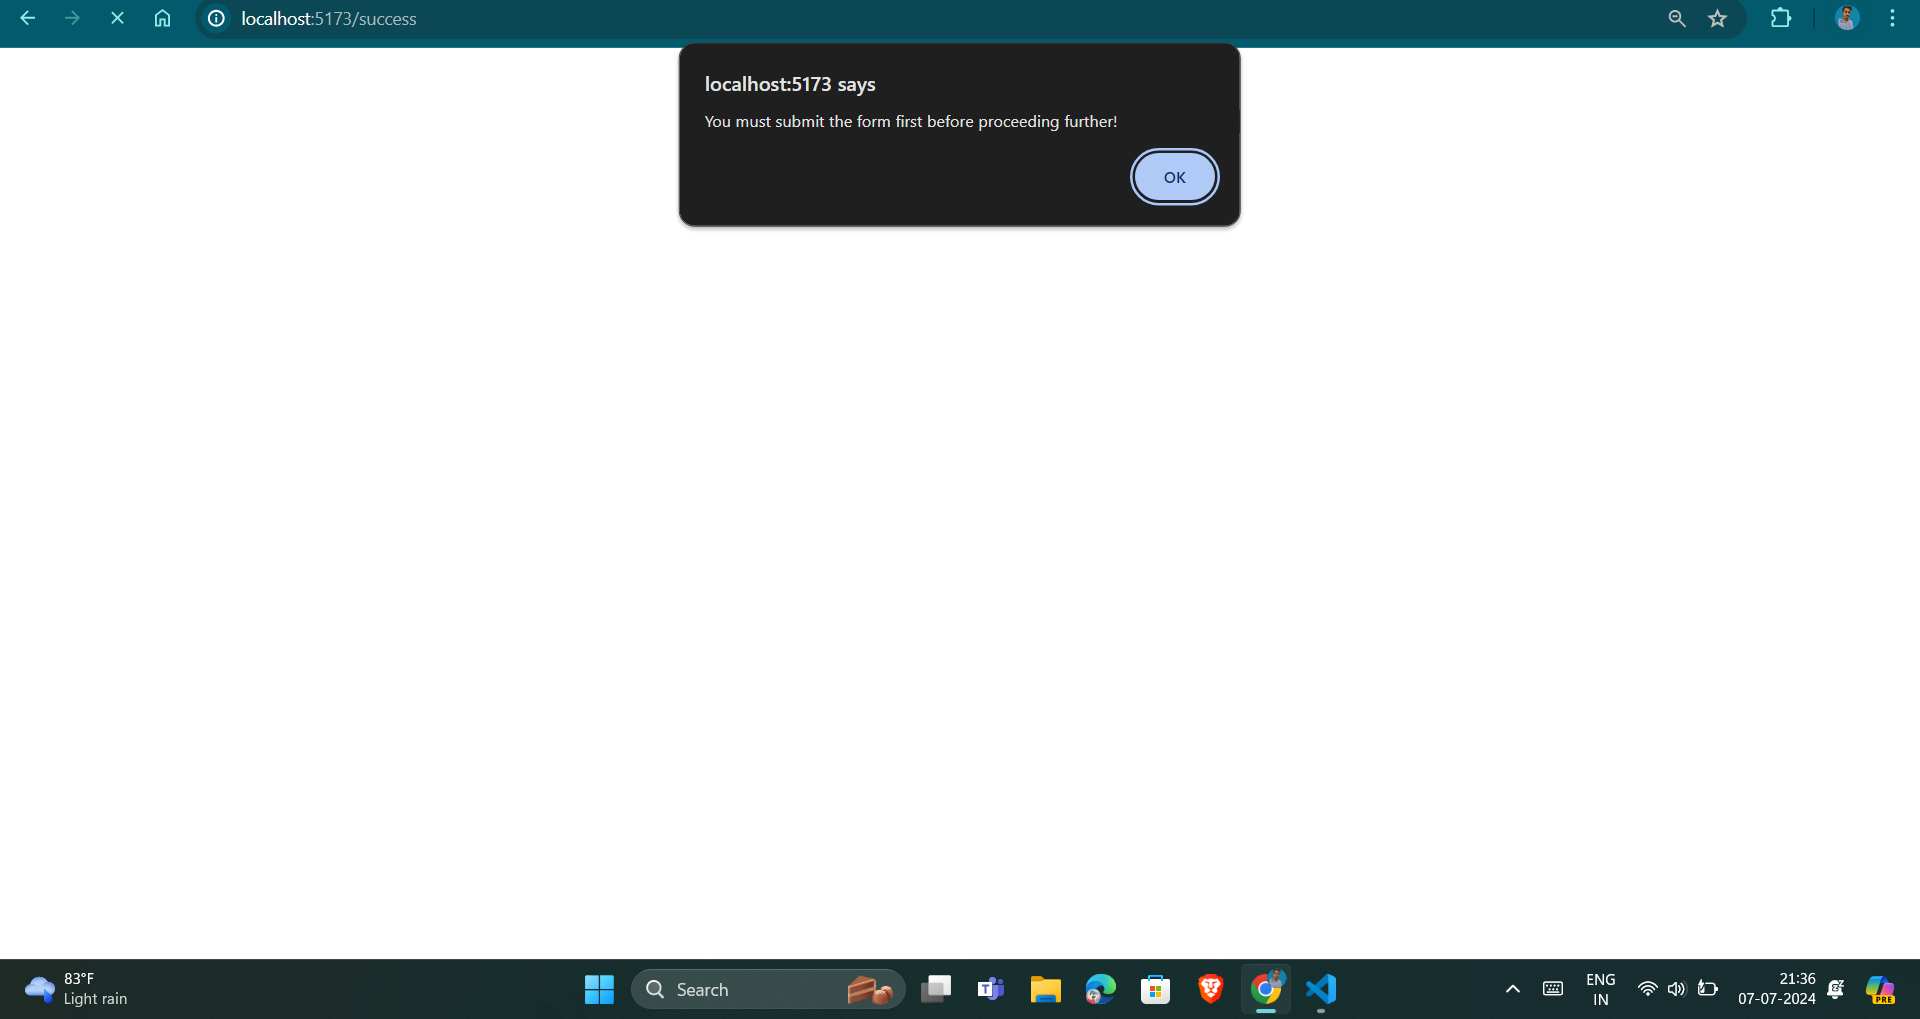 localhost:5173/success
localhost:5173 says
You must submit the form first before proceeding further!
OK
83°F
Light rain
Search
T
ENG
IN
21:36
07-07-2024
PRE